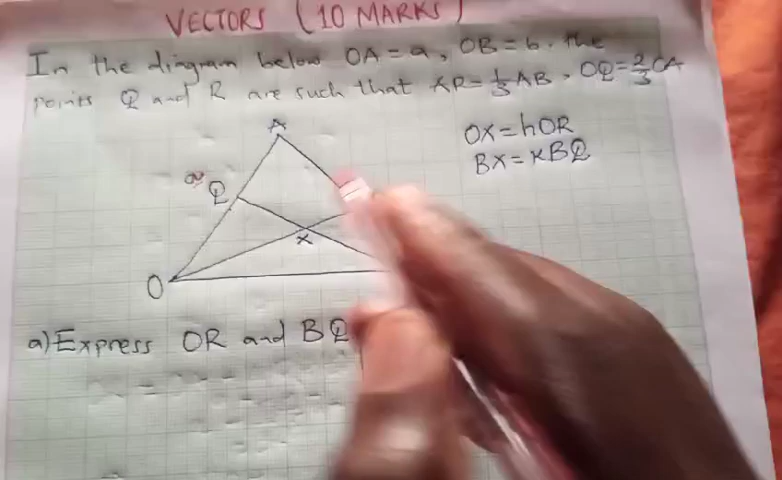 VECTORS (10 MARKS)
In the diagram below OA = a, OB = b. The
points Q and R are such that AR = 1/3 AB, OQ = 2/3 OA
OX = hOR
BX = KBQ
A
a
Q
X
O
a) Express OR and BQ